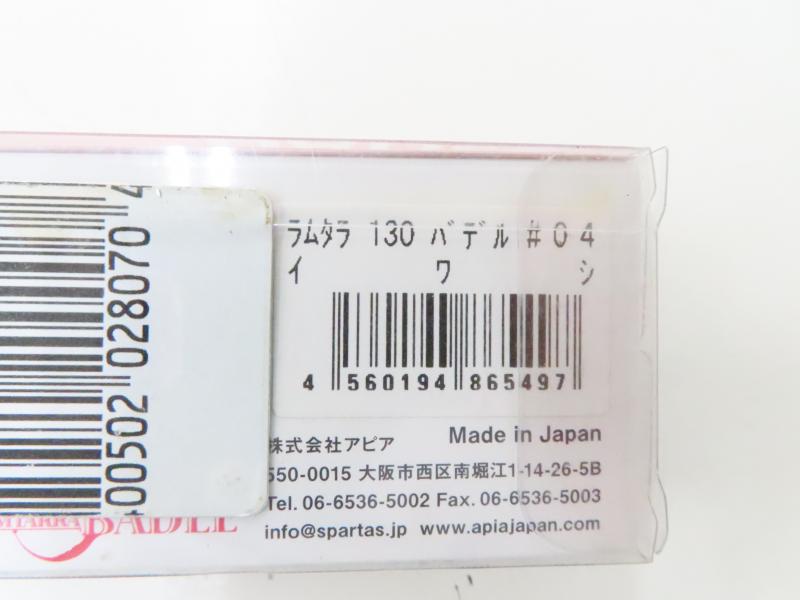 ラムタラ 130 バデル #04
イワシ
4 560194 865497
株式会社アピア Made in Japan
550-0015 大阪市西区南堀江1-14-26-5B
Tel. 06-6536-5002 Fax. 06-6536-5003
info@spartas.jp www.apiajapan.com
00502 028070 4
BADEL